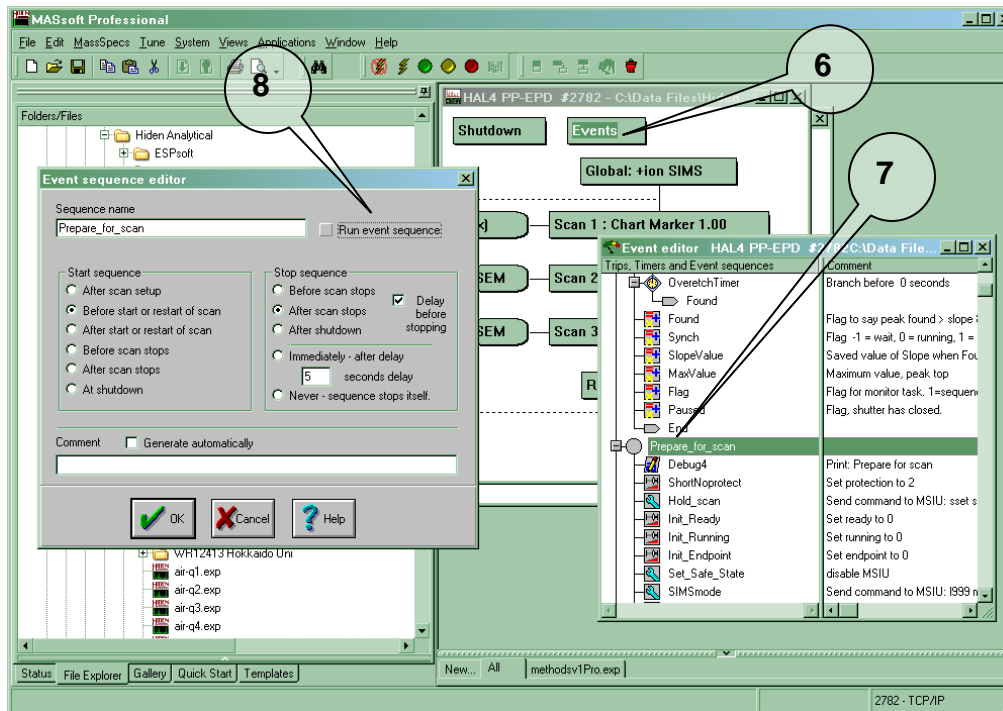 MASsoft Professional
File Edit MassSpecs Tune System Views Applications Window Help
8
6
7
Folders/Files
Hiden Analytical
ESPsoft
HAL4 PP-EPD #2782 - C:\Data Files\Hid
Shutdown
Events
Global: +ion SIMS
Scan 1 : Chart Marker 1.00
SEM
Scan 2
SEM
Scan 3
R
Event sequence editor
Sequence name
Prepare_for_scan
Run event sequence
Start sequence
After scan setup
Before start or restart of scan
After start or restart of scan
Before scan stops
After scan stops
At shutdown
Stop sequence
Before scan stops
After scan stops
After shutdown
Delay before stopping
Immediately - after delay
5 seconds delay
Never - sequence stops itself.
Comment
Generate automatically
OK
Cancel
Help
Event editor HAL4 PP-EPD #2782C:\Data File...
Trips, Timers and Event sequences Comment
OveretchTimer Branch before 0 seconds
Found
Found Flag to say peak found > slope
Synch Flag -1 = wait, 0 = running, 1 =
SlopeValue Saved value of Slope when Fou
MaxValue Maximum value, peak top
Flag Flag for monitor task. 1=sequen
Paused Flag, shutter has closed.
End
Prepare_for_scan
Debug4 Print: Prepare for scan
ShortNoprotect Set protection to 2
Hold_scan Send command to MSIU: sset s
Init_Ready Set ready to 0
Init_Running Set running to 0
Init_Endpoint Set endpoint to 0
Set_Safe_State disable MSIU
SIMSmode Send command to MSIU: l999 n
WR12413 Hokkaido Uni
air-q1.exp
air-q2.exp
air-q3.exp
air-q4.exp
Status File Explorer Gallery Quick Start Templates
New... All methodsv1Pro.exp
2782 - TCP/IP